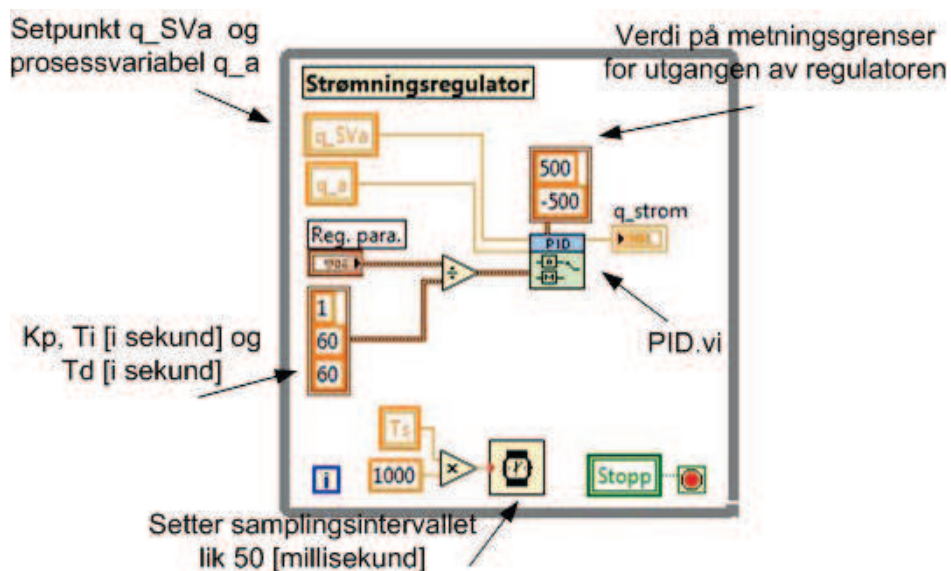 Setpunkt q_SVa og
prosessvariabel q_a
Verdi på metningsgrenser
for utgangen av regulatoren
Strømningsregulator
q_SVa
q_a
500
-500
q_strom
PID
Reg. para.
1
60
60
Kp, Ti [i sekund] og
Td [i sekund]
PID.vi
Ts
1000
i
Stopp
Setter samplingsintervallet
lik 50 [millisekund]